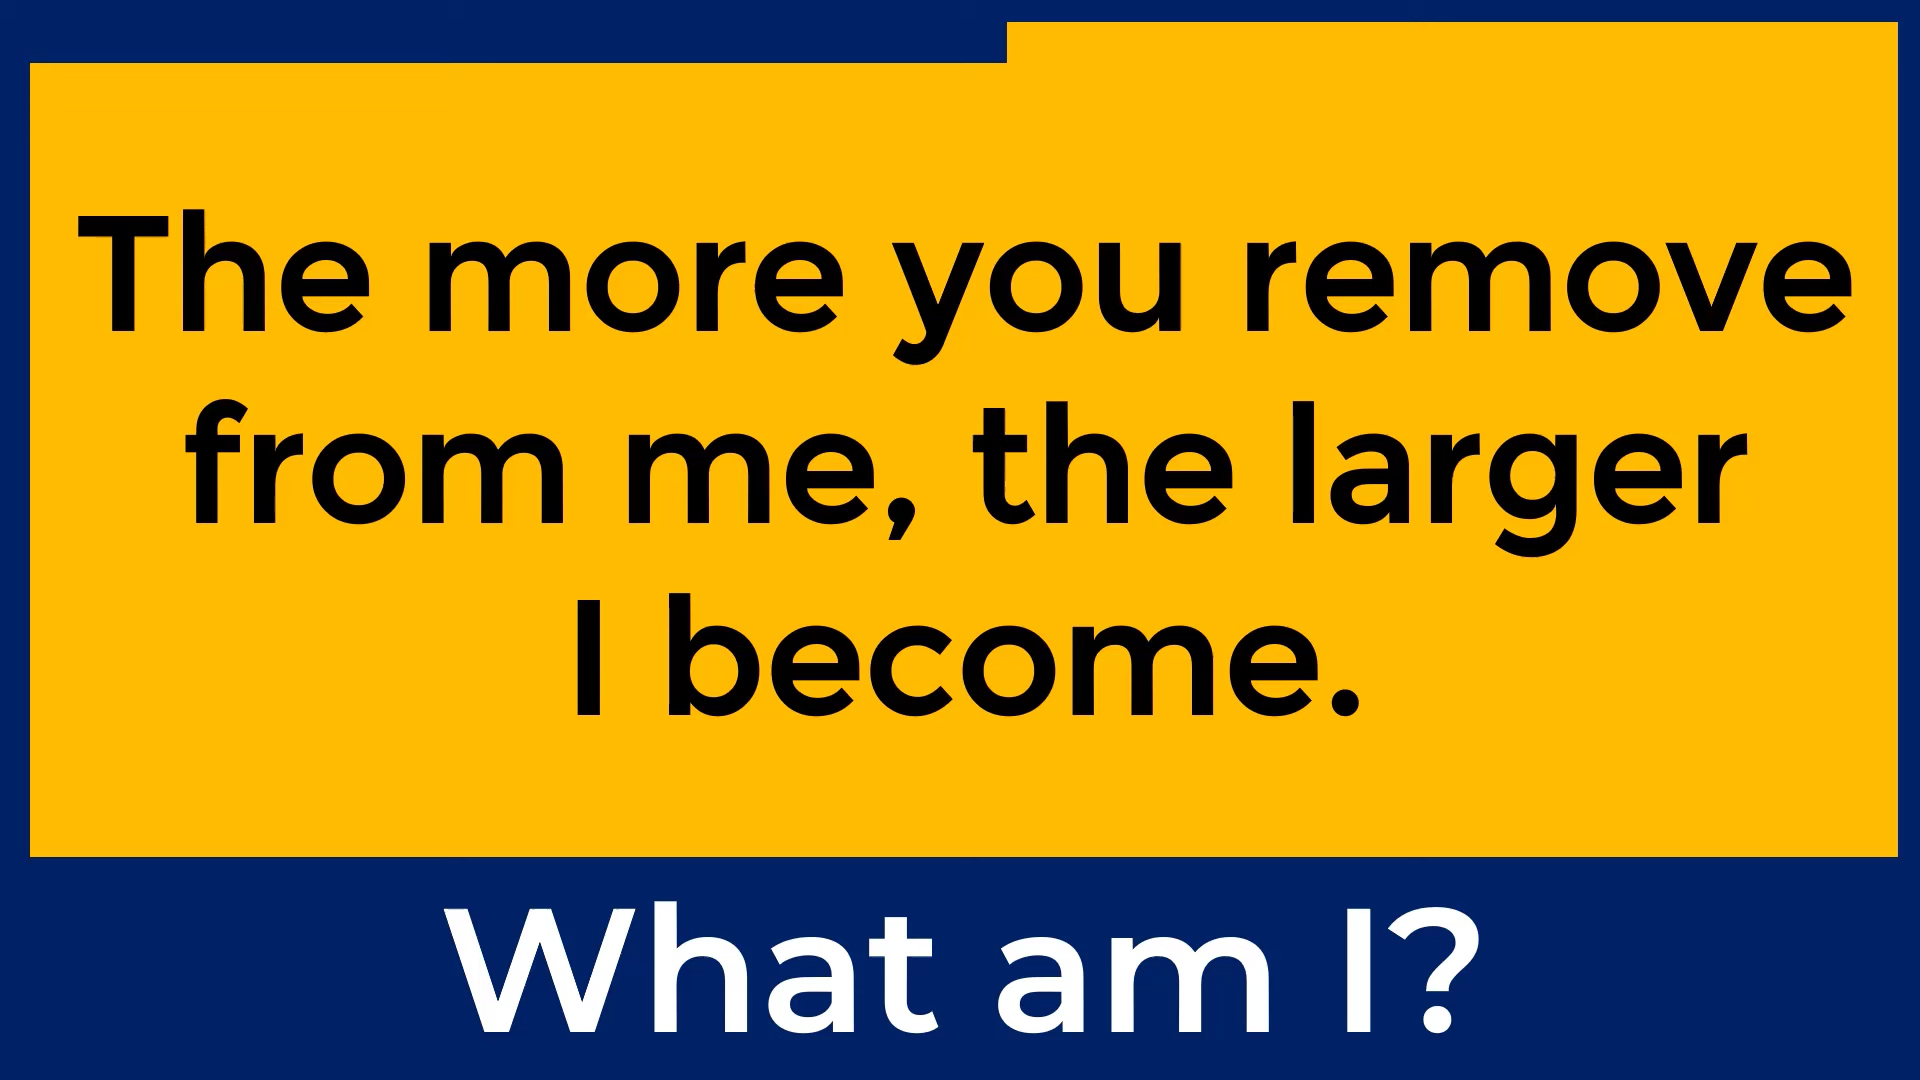 The more you remove
from me, the larger
I become.
What am I?